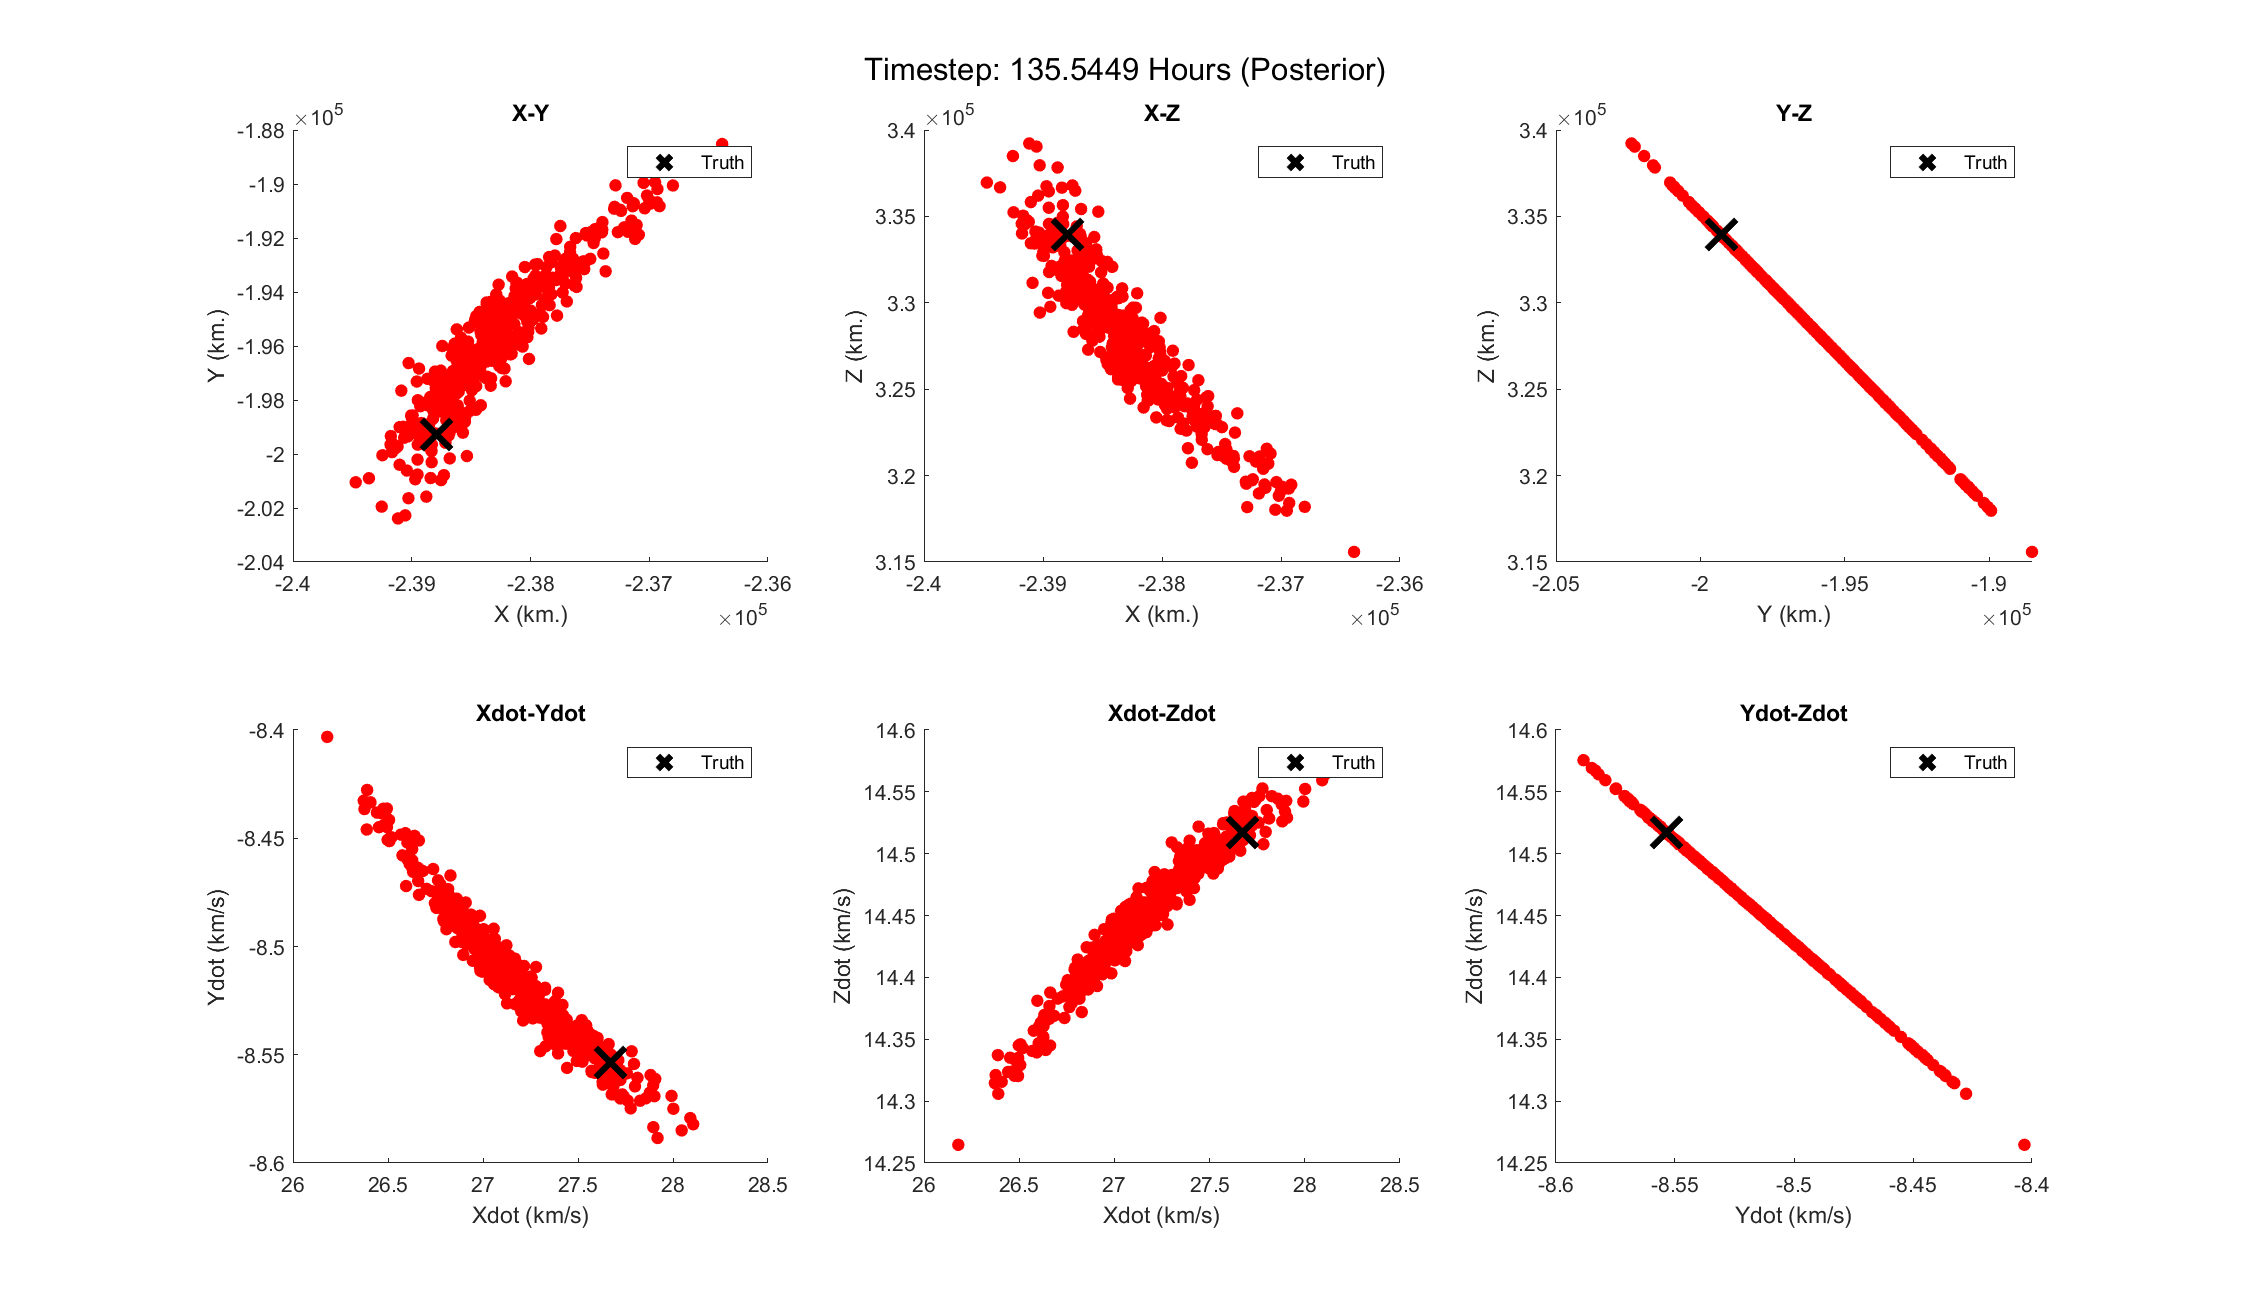 Timestep: 135.5449 Hours (Posterior)
X-Y
×10^5
-1.88
-1.9
-1.92
-1.94
-1.96
-1.98
-2
-2.02
-2.04
Y (km.)
-2.4 -2.39 -2.38 -2.37 -2.36
X (km.)
×10^5
Truth
X-Z
×10^5
3.4
3.35
3.3
3.25
3.2
3.15
Z (km.)
-2.4 -2.39 -2.38 -2.37 -2.36
X (km.)
×10^5
Truth
Y-Z
×10^5
3.4
3.35
3.3
3.25
3.2
3.15
Z (km.)
-2.05 -2 -1.95 -1.9
Y (km.)
×10^5
Truth
Xdot-Ydot
-8.4
-8.45
-8.5
-8.55
-8.6
Ydot (km/s)
26 26.5 27 27.5 28 28.5
Xdot (km/s)
Truth
Xdot-Zdot
14.6
14.55
14.5
14.45
14.4
14.35
14.3
14.25
Zdot (km/s)
26 26.5 27 27.5 28 28.5
Xdot (km/s)
Truth
Ydot-Zdot
14.6
14.55
14.5
14.45
14.4
14.35
14.3
14.25
Zdot (km/s)
-8.6 -8.55 -8.5 -8.45 -8.4
Ydot (km/s)
Truth